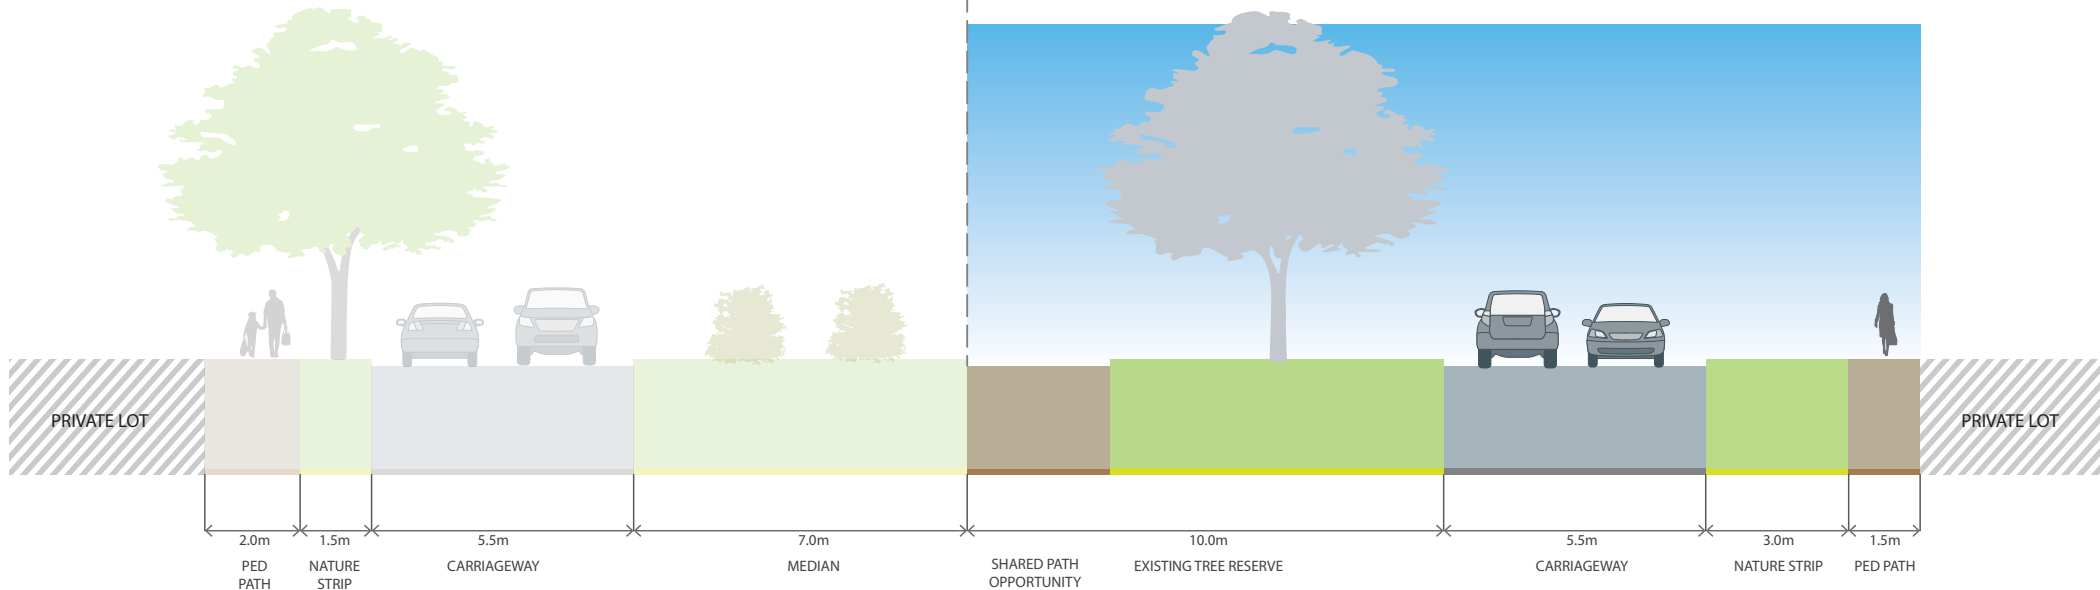 PRIVATE LOT
PRIVATE LOT
2.0m
1.5m
5.5m
7.0m
10.0m
5.5m
3.0m
1.5m
PED
PATH
NATURE
STRIP
CARRIAGEWAY
MEDIAN
SHARED PATH
OPPORTUNITY
EXISTING TREE RESERVE
CARRIAGEWAY
NATURE STRIP
PED PATH